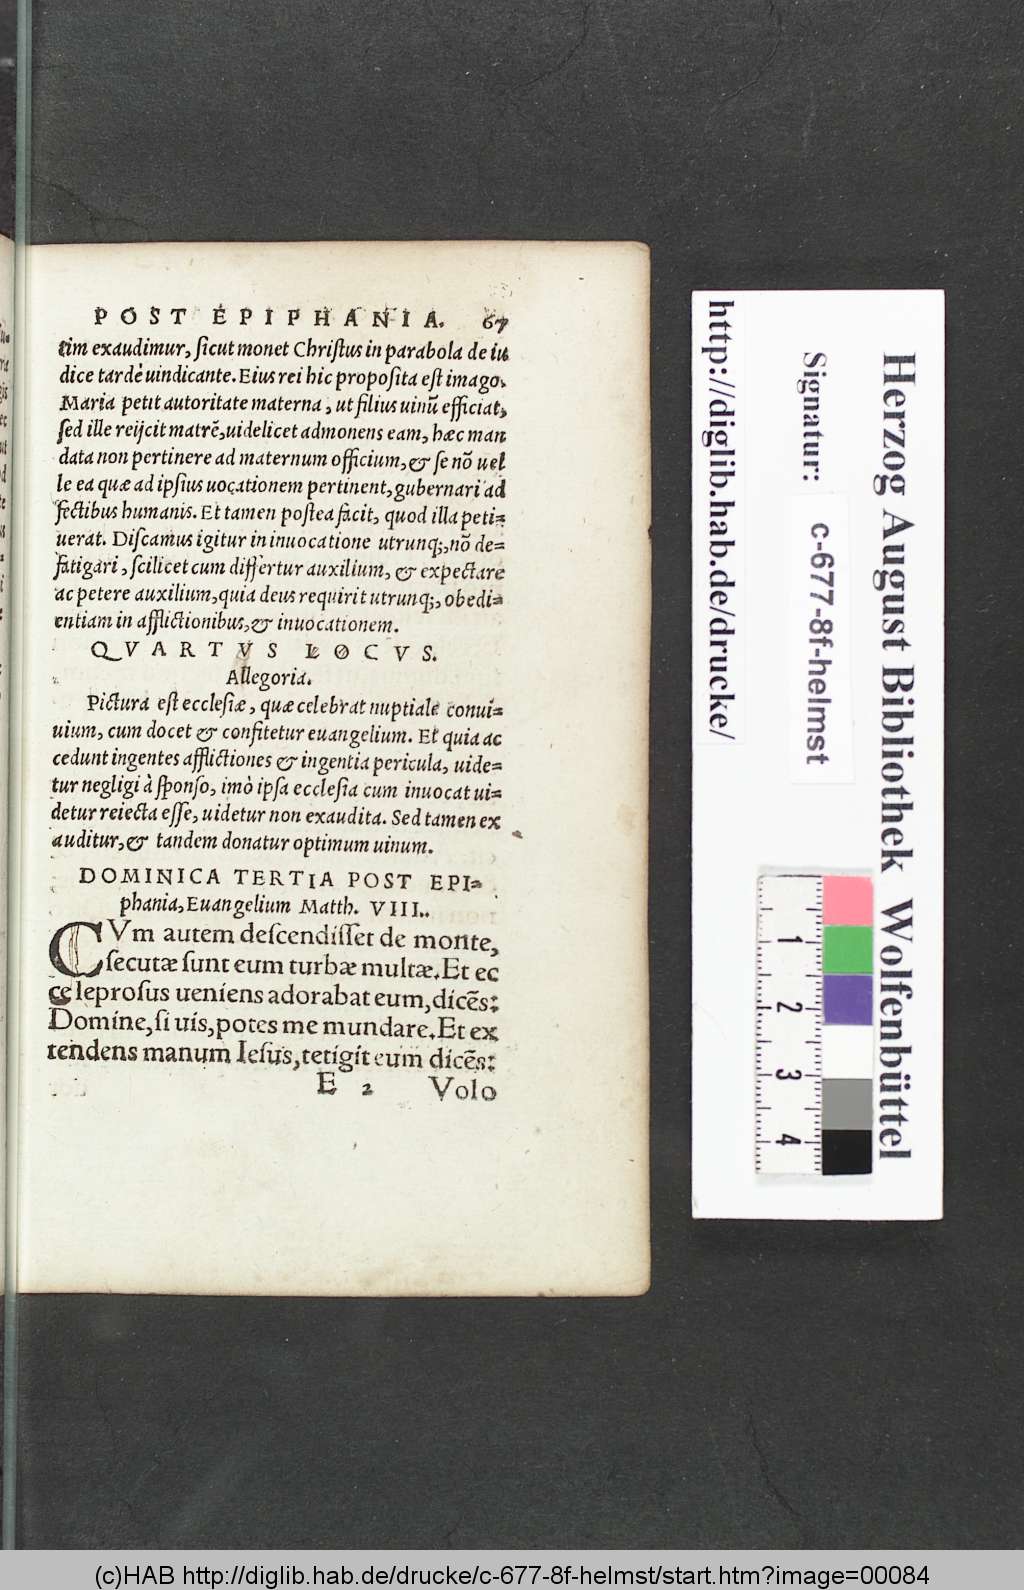 POST EPIPHANIA. 67
tim exaudimur, ſicut monet Chriſtus in parabola de iu
dice tardè uindicante. Eius rei hic propoſita eſt imago.
Maria petit autoritate materna, ut filius uinū efficiat,
ſed ille reijcit matrē, uidelicet admonens eam, hæc man
data non pertinere ad maternum officium, & ſe nō uel
le ea quæ ad ipſius uocationem pertinent, gubernari ad
fectibus humanis. Et tamen poſtea facit, quod illa peti=
uerat. Diſcamus igitur in inuocatione utrunq;, nō de=
fatigari, ſcilicet cum differtur auxilium, & expectare
ac petere auxilium, quia deus requirit utrunq;, obedi=
entiam in afflictionibus, & inuocationem.
QVARTVS LOCVS.
Allegoria.
Pictura eſt eccleſiæ, quæ celebrat nuptiale conui=
uium, cum docet & confitetur euangelium. Et quia ac
cedunt ingentes afflictiones & ingentia pericula, uide=
tur negligi à ſponſo, imò ipſa eccleſia cum inuocat ui=
detur reiecta eſſe, uidetur non exaudita. Sed tamen ex
auditur, & tandem donatur optimum uinum.
DOMINICA TERTIA POST EPI=
phania, Euangelium Matth. VIII.
CVm autem deſcendiſſet de monte,
ſecutæ ſunt eum turbæ multæ. Et ec
ce leproſus ueniens adorabat eum, dicēs:
Domine, ſi uis, potes me mundare. Et ex
tendens manum Ieſus, tetigit eum dicēs:
E 2 Volo
Herzog August Bibliothek Wolfenbüttel
Signatur: c-677-8f-helmst
http://diglib.hab.de/drucke/
1
2
3
4
(c)HAB http://diglib.hab.de/drucke/c-677-8f-helmst/start.htm?image=00084